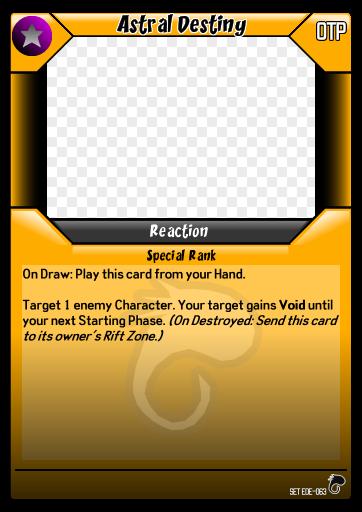 Astral Destiny
OTP
Reaction
Special Rank
On Draw: Play this card from your Hand.
Target 1 enemy Character. Your target gains Void until
your next Starting Phase. (On Destroyed: Send this card
to its owner's Rift Zone.)
SET EDE-063